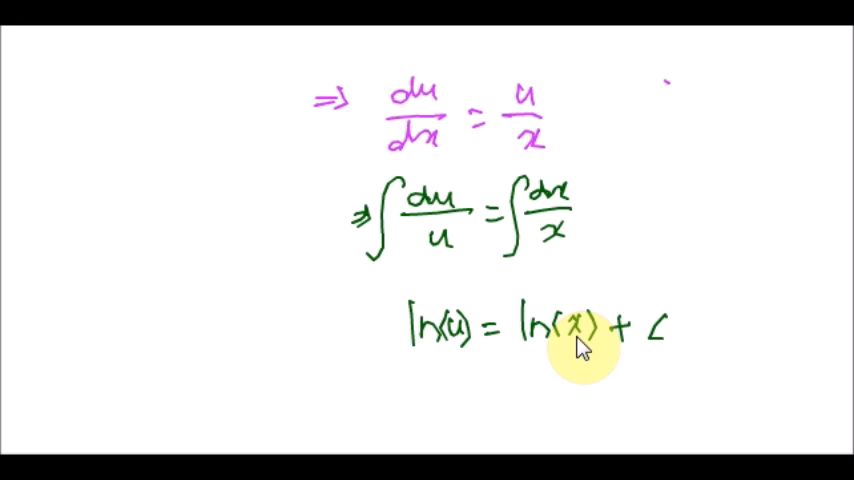 ⇒ du/dx = u/x
⇒ ∫ du/u = ∫ dx/x
ln(u) = ln(x) + c